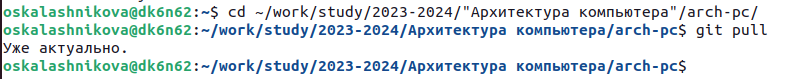 oskalashnikova@dk6n62:~$ cd ~/work/study/2023-2024/"Архитектура компьютера"/arch-pc/
oskalashnikova@dk6n62:~/work/study/2023-2024/Архитектура компьютера/arch-pc$ git pull
Уже актуально.
oskalashnikova@dk6n62:~/work/study/2023-2024/Архитектура компьютера/arch-pc$